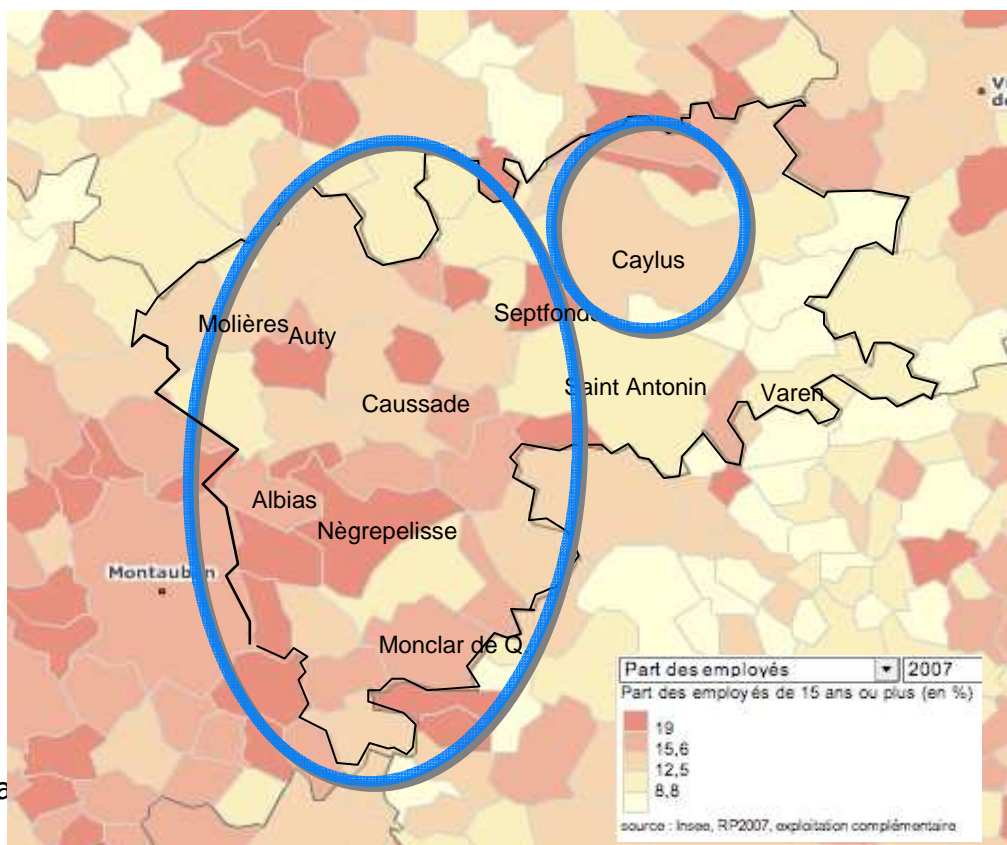 Caylus
Septfonds
Molières
Auty
Saint Antonin
Varen
Caussade
Albias
Nègrepelisse
Montauban
Monclar de Q
Part des employés 2007
Part des employés de 15 ans ou plus (en %)
19
15,6
12,5
8,8
source : Insee, RP2007, exploitation complémentaire